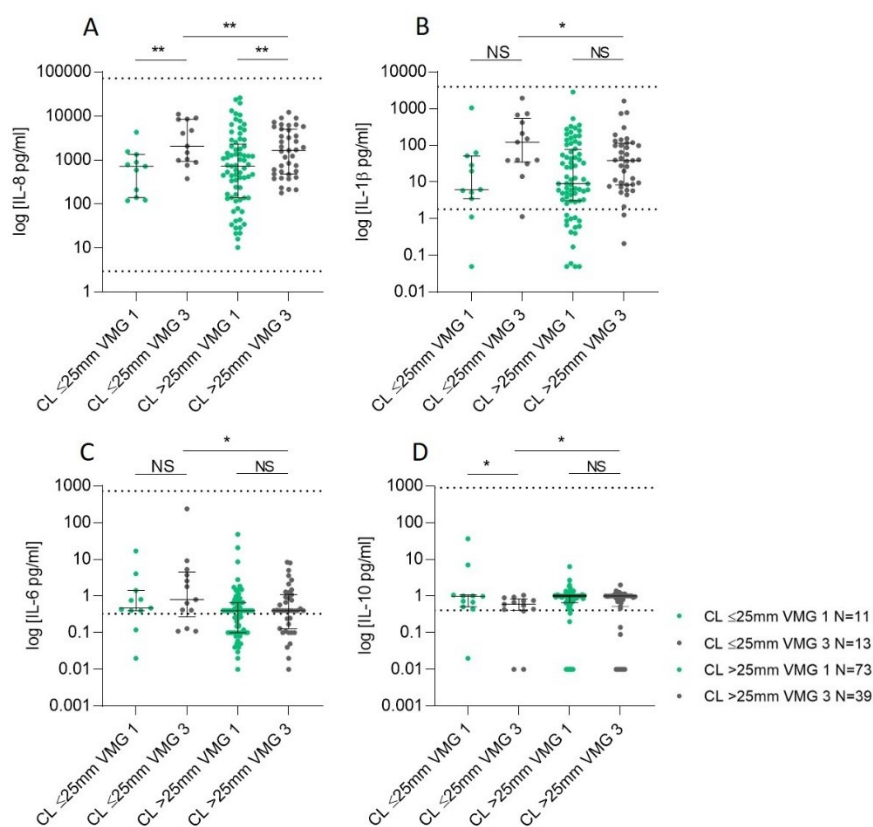 A
**
**
**
log [IL-8 pg/ml]
100000
10000
1000
100
10
1
CL ≤25mm VMG 1
CL ≤25mm VMG 3
CL >25mm VMG 1
CL >25mm VMG 3
B
*
NS
NS
log [IL-1β pg/ml]
10000
1000
100
10
1
0.1
0.01
CL ≤25mm VMG 1
CL ≤25mm VMG 3
CL >25mm VMG 1
CL >25mm VMG 3
C
*
NS
NS
log [IL-6 pg/ml]
1000
100
10
1
0.1
0.01
0.001
CL ≤25mm VMG 1
CL ≤25mm VMG 3
CL >25mm VMG 1
CL >25mm VMG 3
D
*
*
NS
log [IL-10 pg/ml]
1000
100
10
1
0.1
0.01
0.001
CL ≤25mm VMG 1
CL ≤25mm VMG 3
CL >25mm VMG 1
CL >25mm VMG 3
CL ≤25mm VMG 1 N=11
CL ≤25mm VMG 3 N=13
CL >25mm VMG 1 N=73
CL >25mm VMG 3 N=39